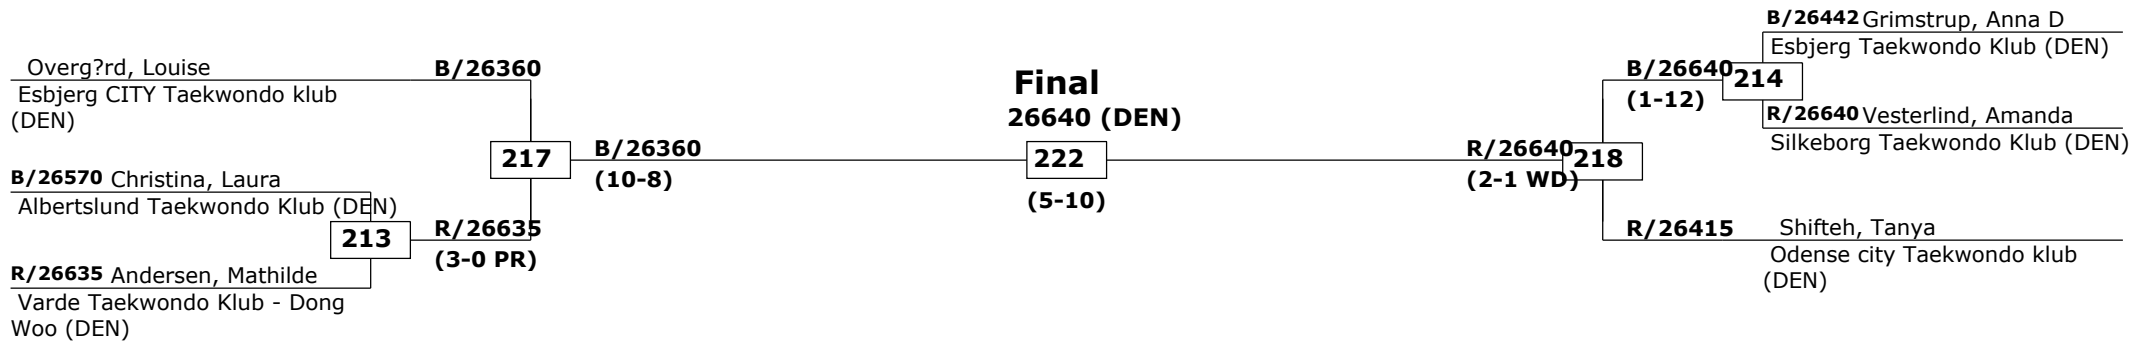 Overg?rd, Louise
Esbjerg CITY Taekwondo klub
(DEN)
B/26360
B/26570 Christina, Laura
Albertslund Taekwondo Klub (DEN)
213
R/26635 Andersen, Mathilde
Varde Taekwondo Klub - Dong
Woo (DEN)
R/26635
(3-0 PR)
217
B/26360
(10-8)
Final
26640 (DEN)
222
(5-10)
R/26640
(2-1 WD)
218
B/26640
(1-12)
214
B/26442 Grimstrup, Anna D
Esbjerg Taekwondo Klub (DEN)
R/26640 Vesterlind, Amanda
Silkeborg Taekwondo Klub (DEN)
R/26415
Shifteh, Tanya
Odense city Taekwondo klub
(DEN)